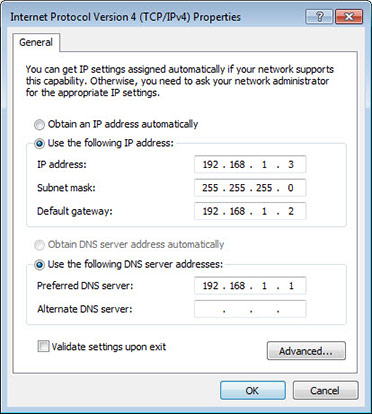 Internet Protocol Version 4 (TCP/IPv4) Properties
General
You can get IP settings assigned automatically if your network supports
this capability. Otherwise, you need to ask your network administrator
for the appropriate IP settings.
Obtain an IP address automatically
Use the following IP address:
IP address: 192 . 168 . 1 . 3
Subnet mask: 255 . 255 . 255 . 0
Default gateway: 192 . 168 . 1 . 2
Obtain DNS server address automatically
Use the following DNS server addresses:
Preferred DNS server: 192 . 168 . 1 . 1
Alternate DNS server: . . .
Validate settings upon exit
Advanced...
OK Cancel